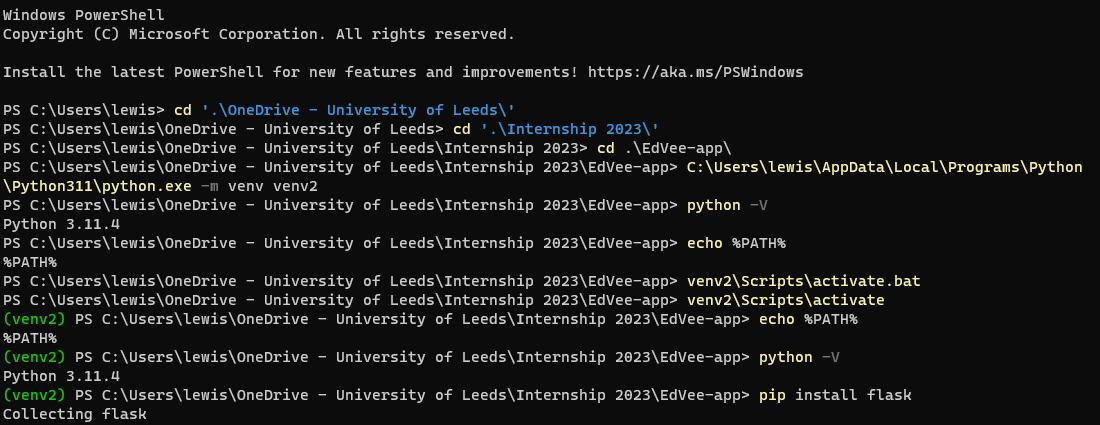 Windows PowerShell
Copyright (C) Microsoft Corporation. All rights reserved.
Install the latest PowerShell for new features and improvements! https://aka.ms/PSWindows
PS C:\Users\lewis> cd '.\OneDrive - University of Leeds\'
PS C:\Users\lewis\OneDrive - University of Leeds> cd '.\Internship 2023\'
PS C:\Users\lewis\OneDrive - University of Leeds\Internship 2023> cd .\EdVee-app\
PS C:\Users\lewis\OneDrive - University of Leeds\Internship 2023\EdVee-app> C:\Users\lewis\AppData\Local\Programs\Python
\Python311\python.exe -m venv venv2
PS C:\Users\lewis\OneDrive - University of Leeds\Internship 2023\EdVee-app> python -V
Python 3.11.4
PS C:\Users\lewis\OneDrive - University of Leeds\Internship 2023\EdVee-app> echo %PATH%
%PATH%
PS C:\Users\lewis\OneDrive - University of Leeds\Internship 2023\EdVee-app> venv2\Scripts\activate.bat
PS C:\Users\lewis\OneDrive - University of Leeds\Internship 2023\EdVee-app> venv2\Scripts\activate
(venv2) PS C:\Users\lewis\OneDrive - University of Leeds\Internship 2023\EdVee-app> echo %PATH%
%PATH%
(venv2) PS C:\Users\lewis\OneDrive - University of Leeds\Internship 2023\EdVee-app> python -V
Python 3.11.4
(venv2) PS C:\Users\lewis\OneDrive - University of Leeds\Internship 2023\EdVee-app> pip install flask
Collecting flask